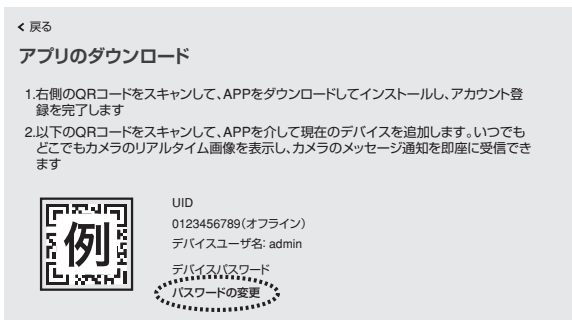 < 戻る
アプリのダウンロード
1.右側のQRコードをスキャンして、APPをダウンロードしてインストールし、アカウント登
録を完了します
2.以下のQRコードをスキャンして、APPを介して現在のデバイスを追加します。いつでも
どこでもカメラのリアルタイム画像を表示し、カメラのメッセージ通知を即座に受信でき
ます
例
UID
0123456789(オフライン)
デバイスユーザ名: admin
デバイスパスワード
パスワードの変更